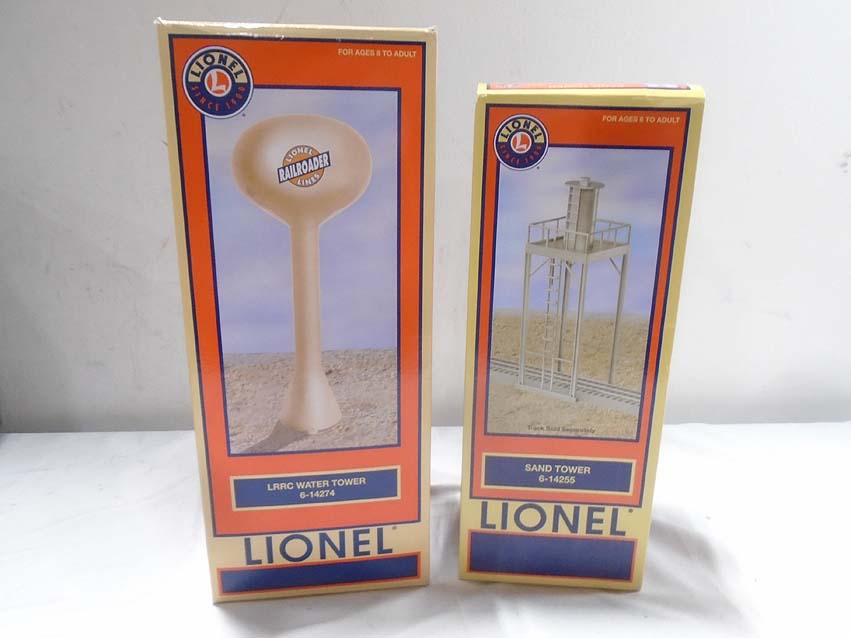 FOR AGES 8 TO ADULT
LIONEL
L
SINCE 1900
LIONEL
RAILROADER
LINES
LRRC WATER TOWER
6-14274
LIONEL®
FOR AGES 8 TO ADULT
LIONEL
L
SINCE 1900
Track Sold Separately
SAND TOWER
6-14255
LIONEL®